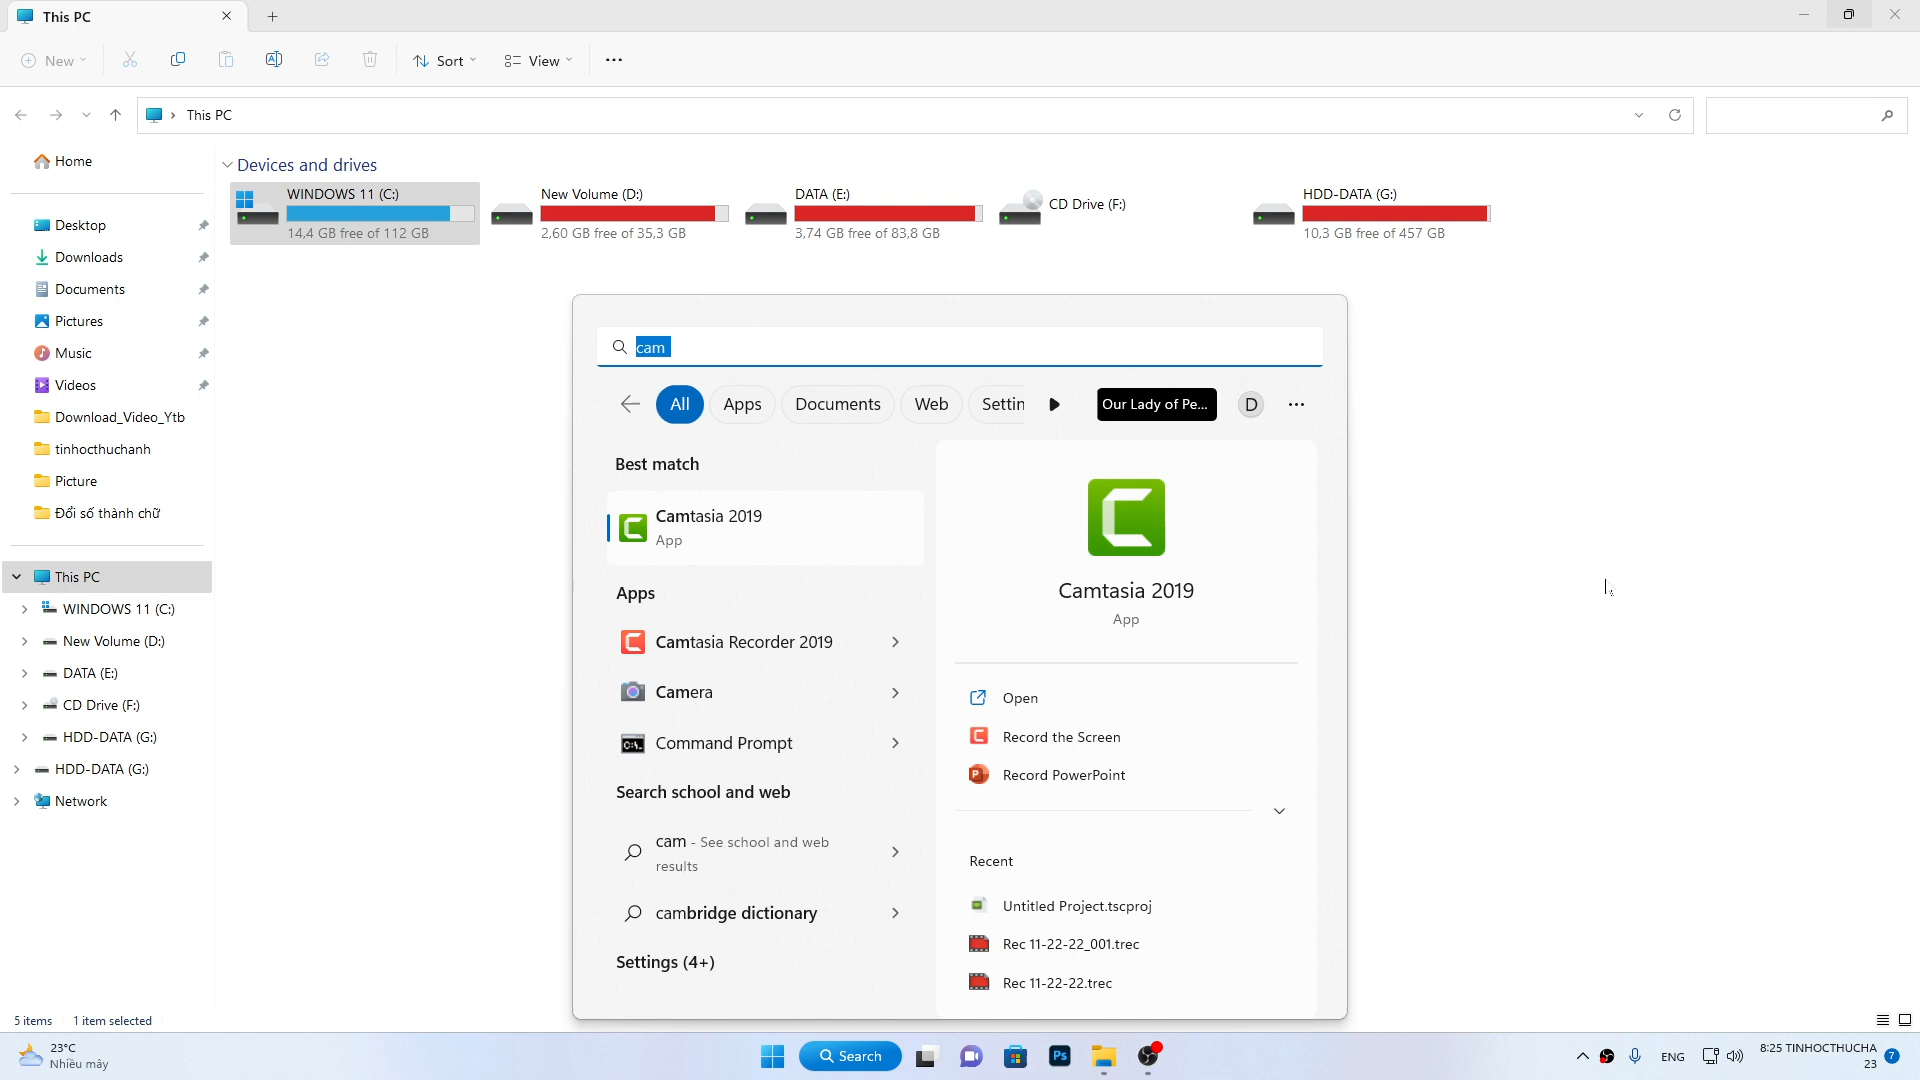 This PC
New
Sort
View
This PC
Home
Desktop
Downloads
Documents
Pictures
Music
Videos
Download_Video_Ytb
tinhocthuchanh
Picture
Đổi số thành chữ
This PC
WINDOWS 11 (C:)
New Volume (D:)
DATA (E:)
CD Drive (F:)
HDD-DATA (G:)
HDD-DATA (G:)
Network
Devices and drives
WINDOWS 11 (C:)
14,4 GB free of 112 GB
New Volume (D:)
2,60 GB free of 35,3 GB
DATA (E:)
3,74 GB free of 83,8 GB
CD Drive (F:)
HDD-DATA (G:)
10,3 GB free of 457 GB
cam
All Apps Documents Web Settin
Our Lady of Pe...
D
Best match
Camtasia 2019
App
Apps
Camtasia Recorder 2019
Camera
Command Prompt
Search school and web
cam - See school and web
results
cambridge dictionary
Settings (4+)
Camtasia 2019
App
Open
Record the Screen
Record PowerPoint
Recent
Untitled Project.tscproj
Rec 11-22-22_001.trec
Rec 11-22-22.trec
5 items 1 item selected
23°C
Nhiều mây
Search
Ps
ENG
8:25 TINHOCTHUCHA
23
7